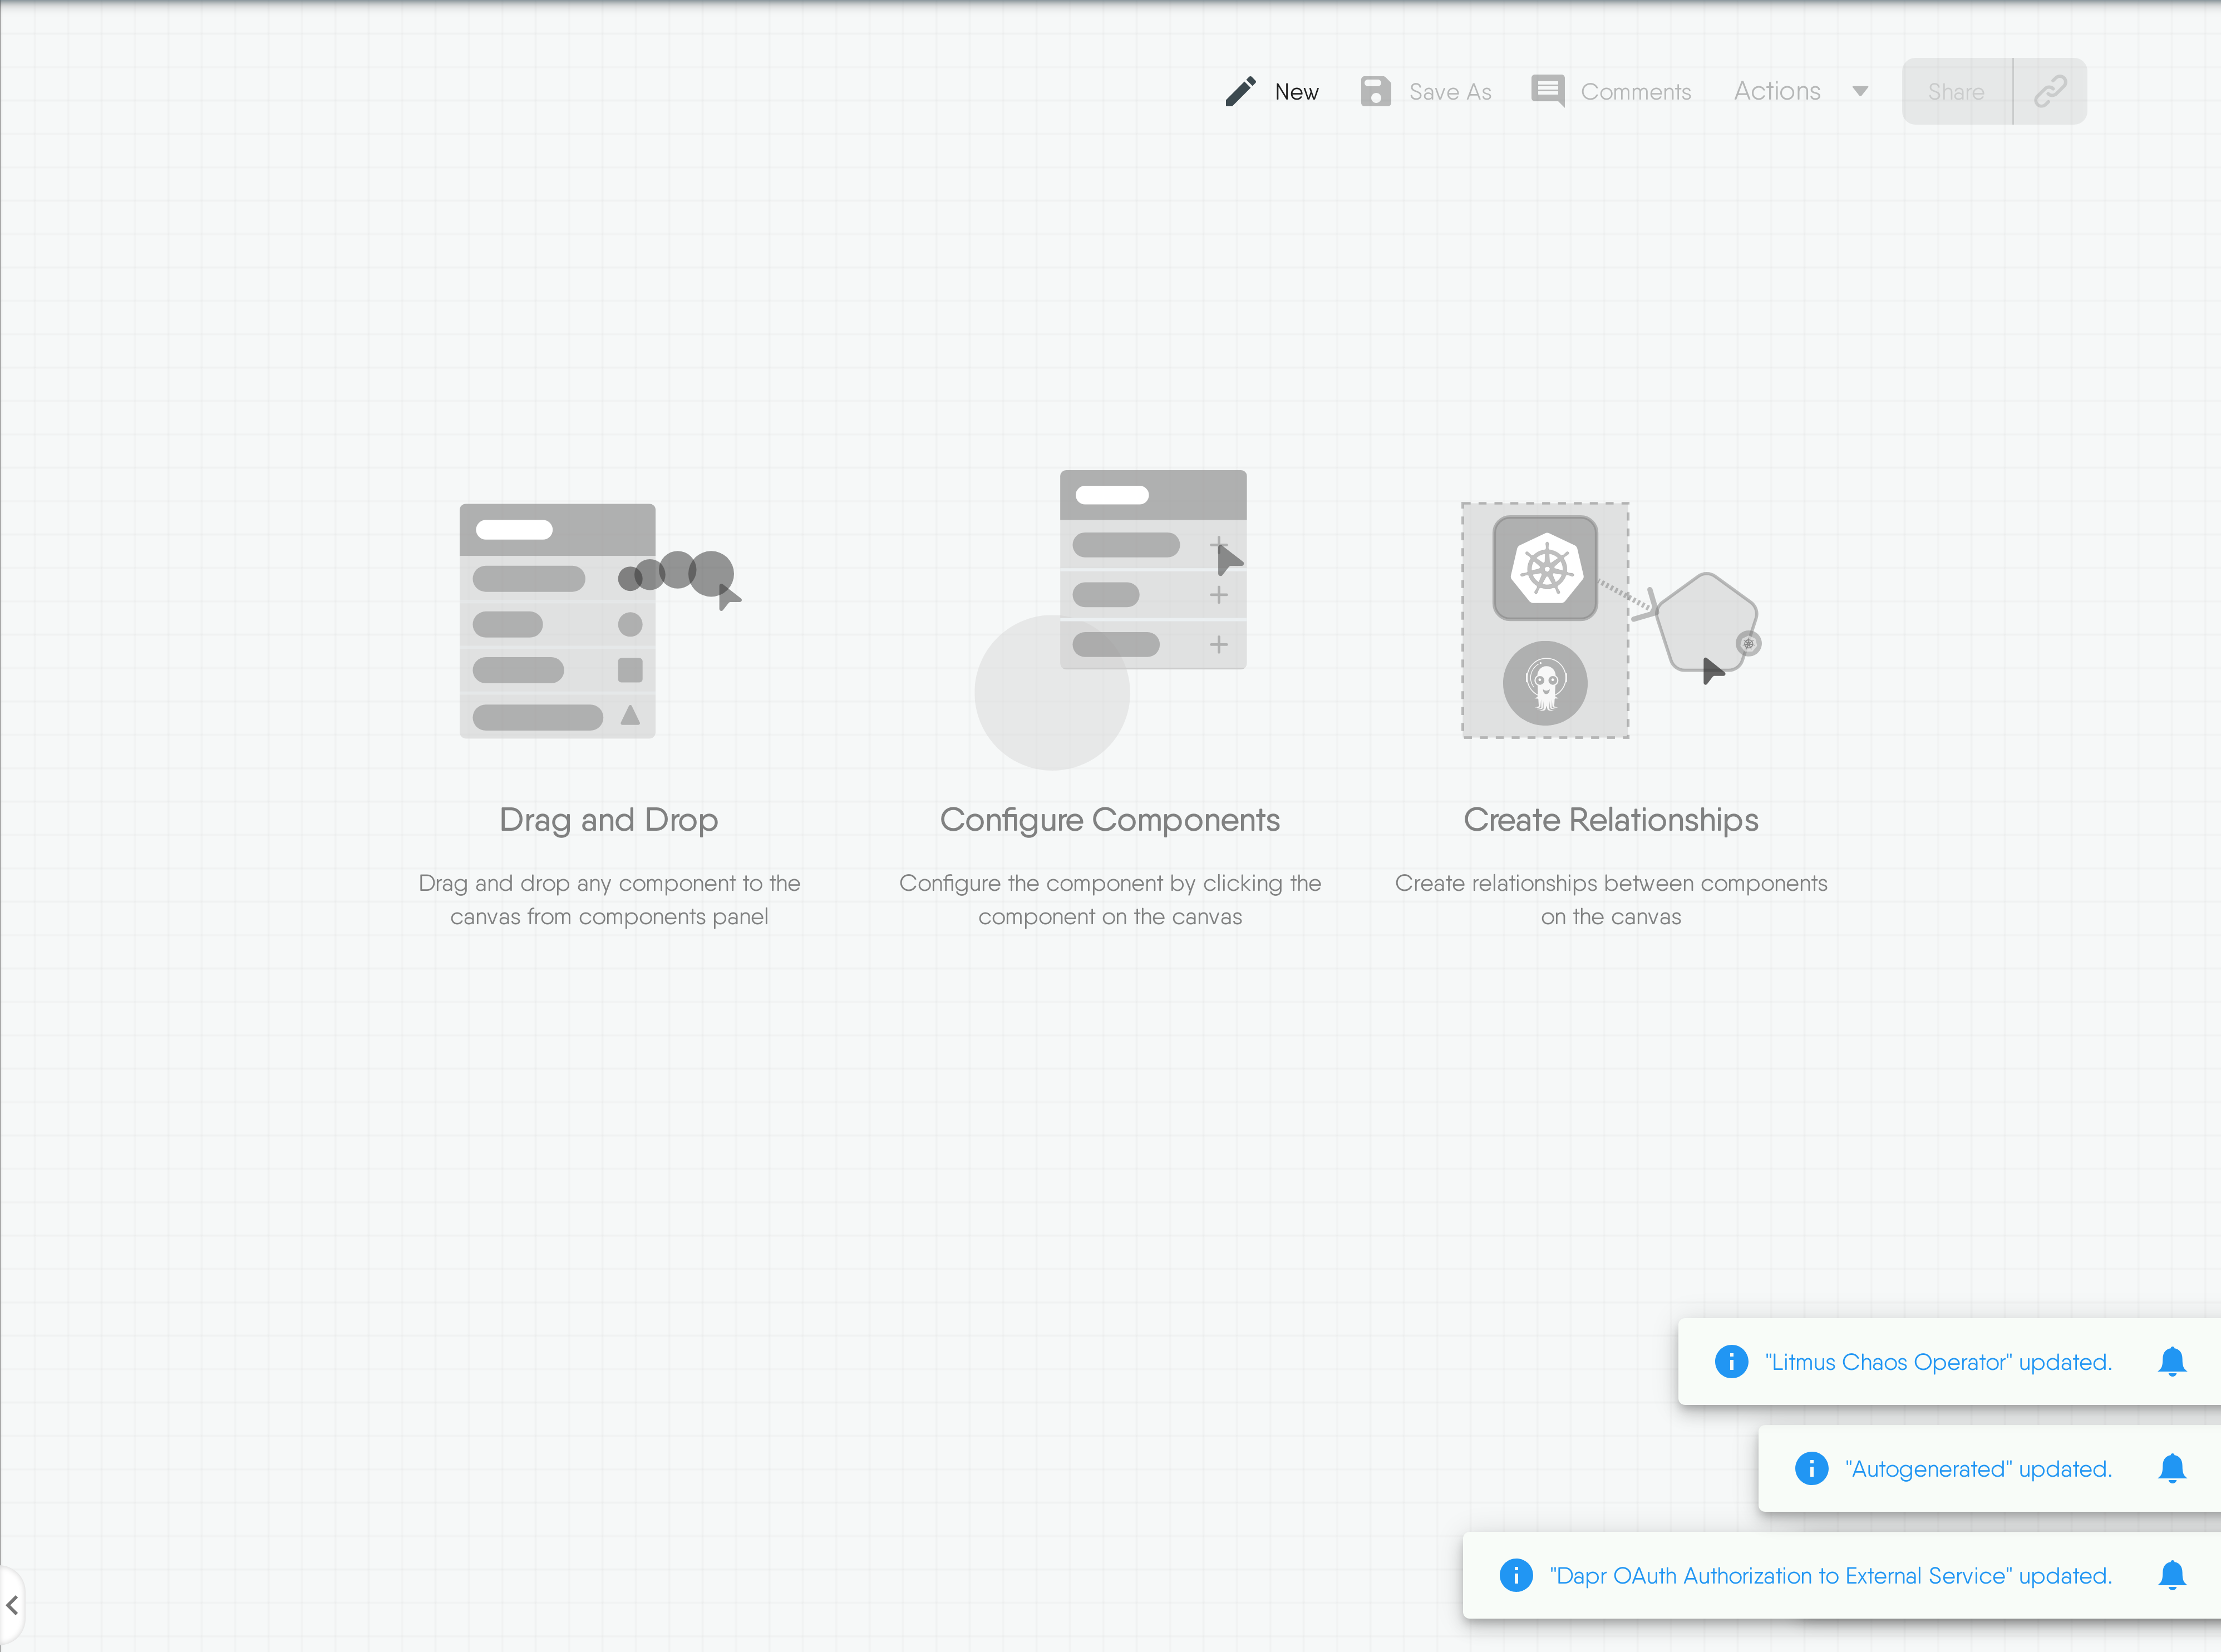 New Save As Comments Actions Share
Drag and Drop
Drag and drop any component to the
canvas from components panel
Configure Components
Configure the component by clicking the
component on the canvas
Create Relationships
Create relationships between components
on the canvas
"Litmus Chaos Operator" updated.
"Autogenerated" updated.
"Dapr OAuth Authorization to External Service" updated.